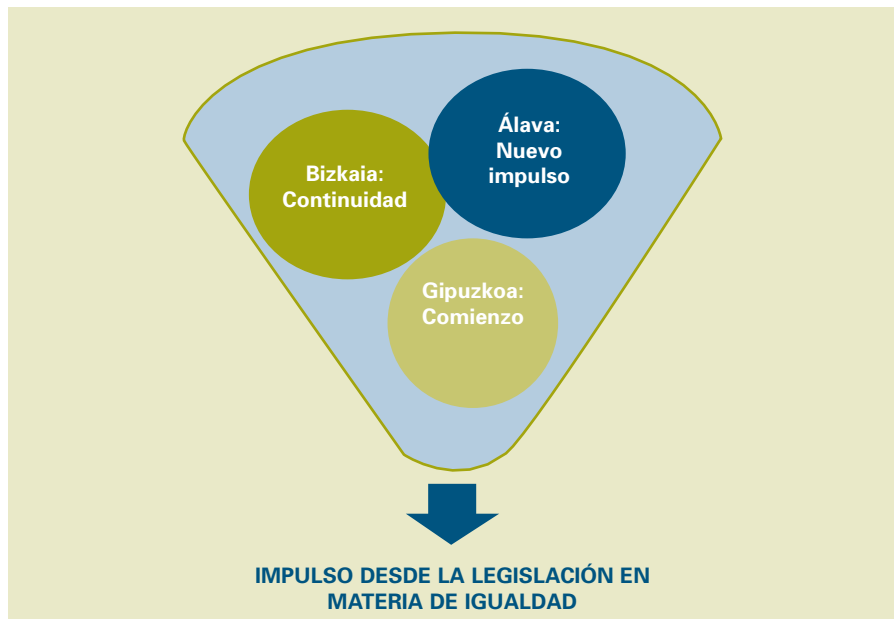 Bizkaia:
Continuidad
Álava:
Nuevo
impulso
Gipuzkoa:
Comienzo
IMPULSO DESDE LA LEGISLACIÓN EN
MATERIA DE IGUALDAD